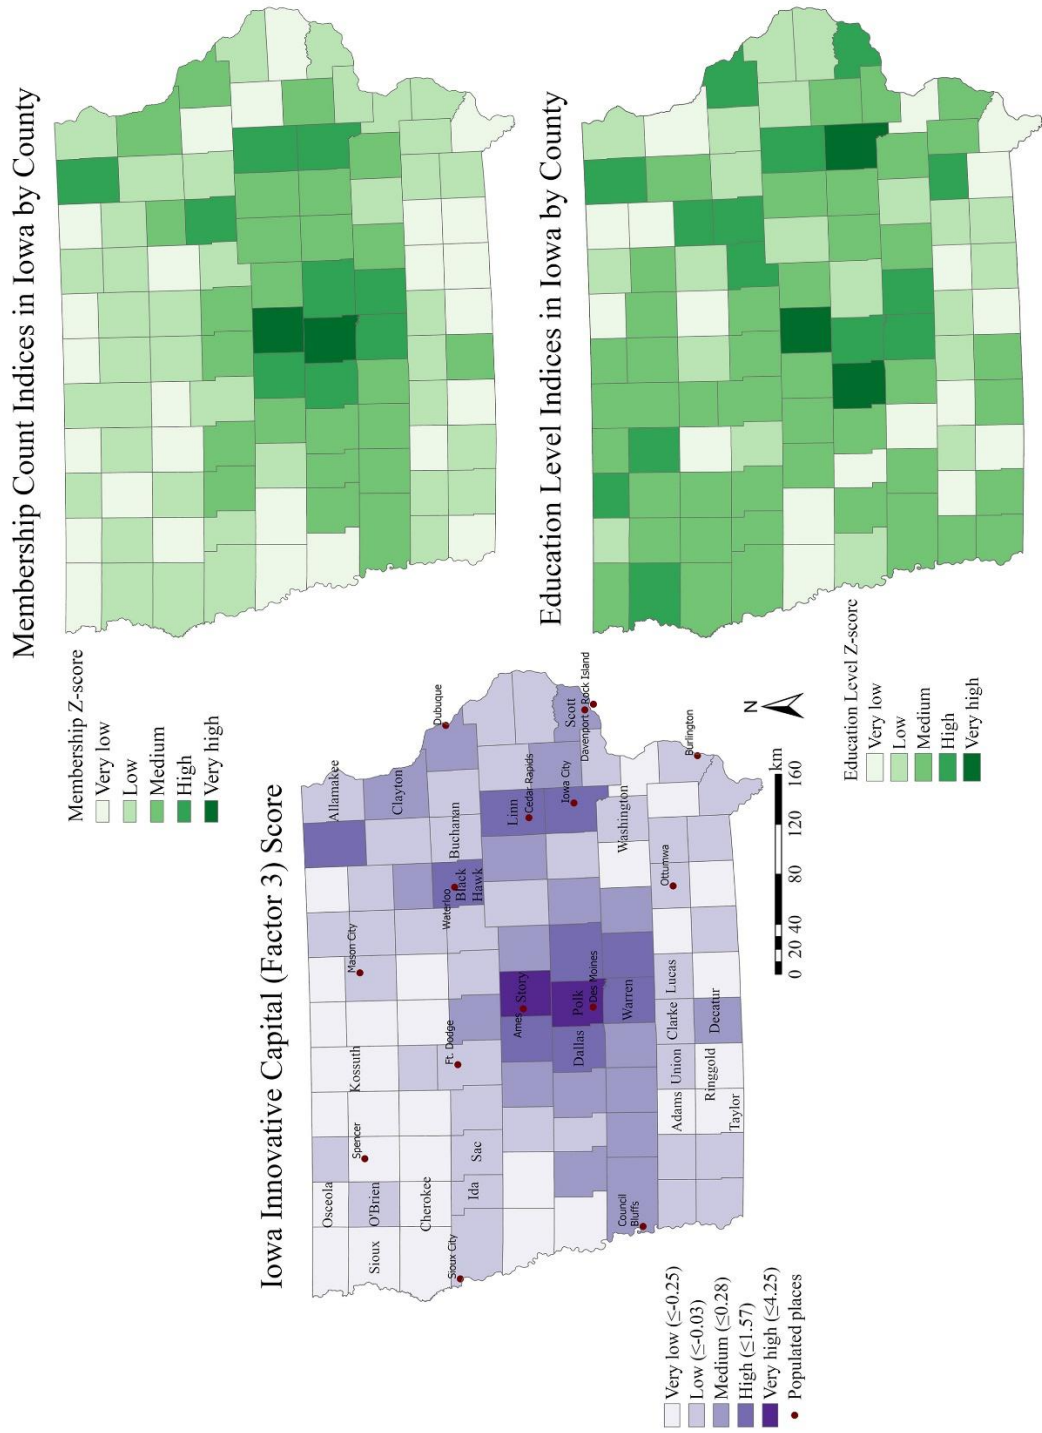 Iowa Innovative Capital (Factor 3) Score
Osceola
Kossuth
Allamakee
Spencer
Mason City
Sioux
O'Brien
Clayton
Cherokee
Dubuque
Sioux City
Ida
Sac
Ft. Dodge
Waterloo
Black
Hawk
Buchanan
Ames
Story
Linn
Cedar Rapids
Dallas
Polk
Des Moines
Iowa City
Scott
Davenport
Rock Island
Council
Bluffs
Warren
Washington
Adams
Union
Clarke
Lucas
Ottumwa
Burlington
Taylor
Ringgold
Decatur
Very low (≤-0.25)
Low (≤-0.03)
Medium (≤0.28)
High (≤1.57)
Very high (≤4.25)
Populated places
0 20 40 80 120 160
km
N
Membership Count Indices in Iowa by County
Membership Z-score
Very low
Low
Medium
High
Very high
Education Level Indices in Iowa by County
Education Level Z-score
Very low
Low
Medium
High
Very high